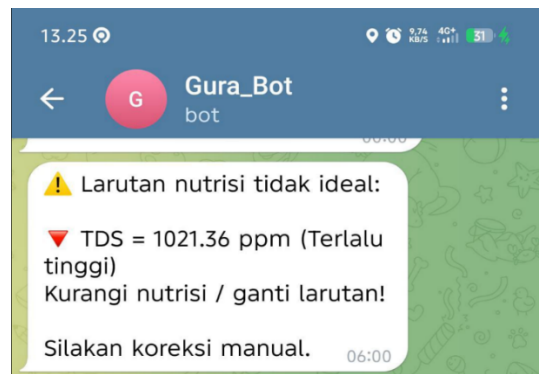 13.25
9,74 KB/S 4G+ 31
G
Gura_Bot
bot
⚠️ Larutan nutrisi tidak ideal:
🔻 TDS = 1021.36 ppm (Terlalu
tinggi)
Kurangi nutrisi / ganti larutan!
Silakan koreksi manual.
06:00